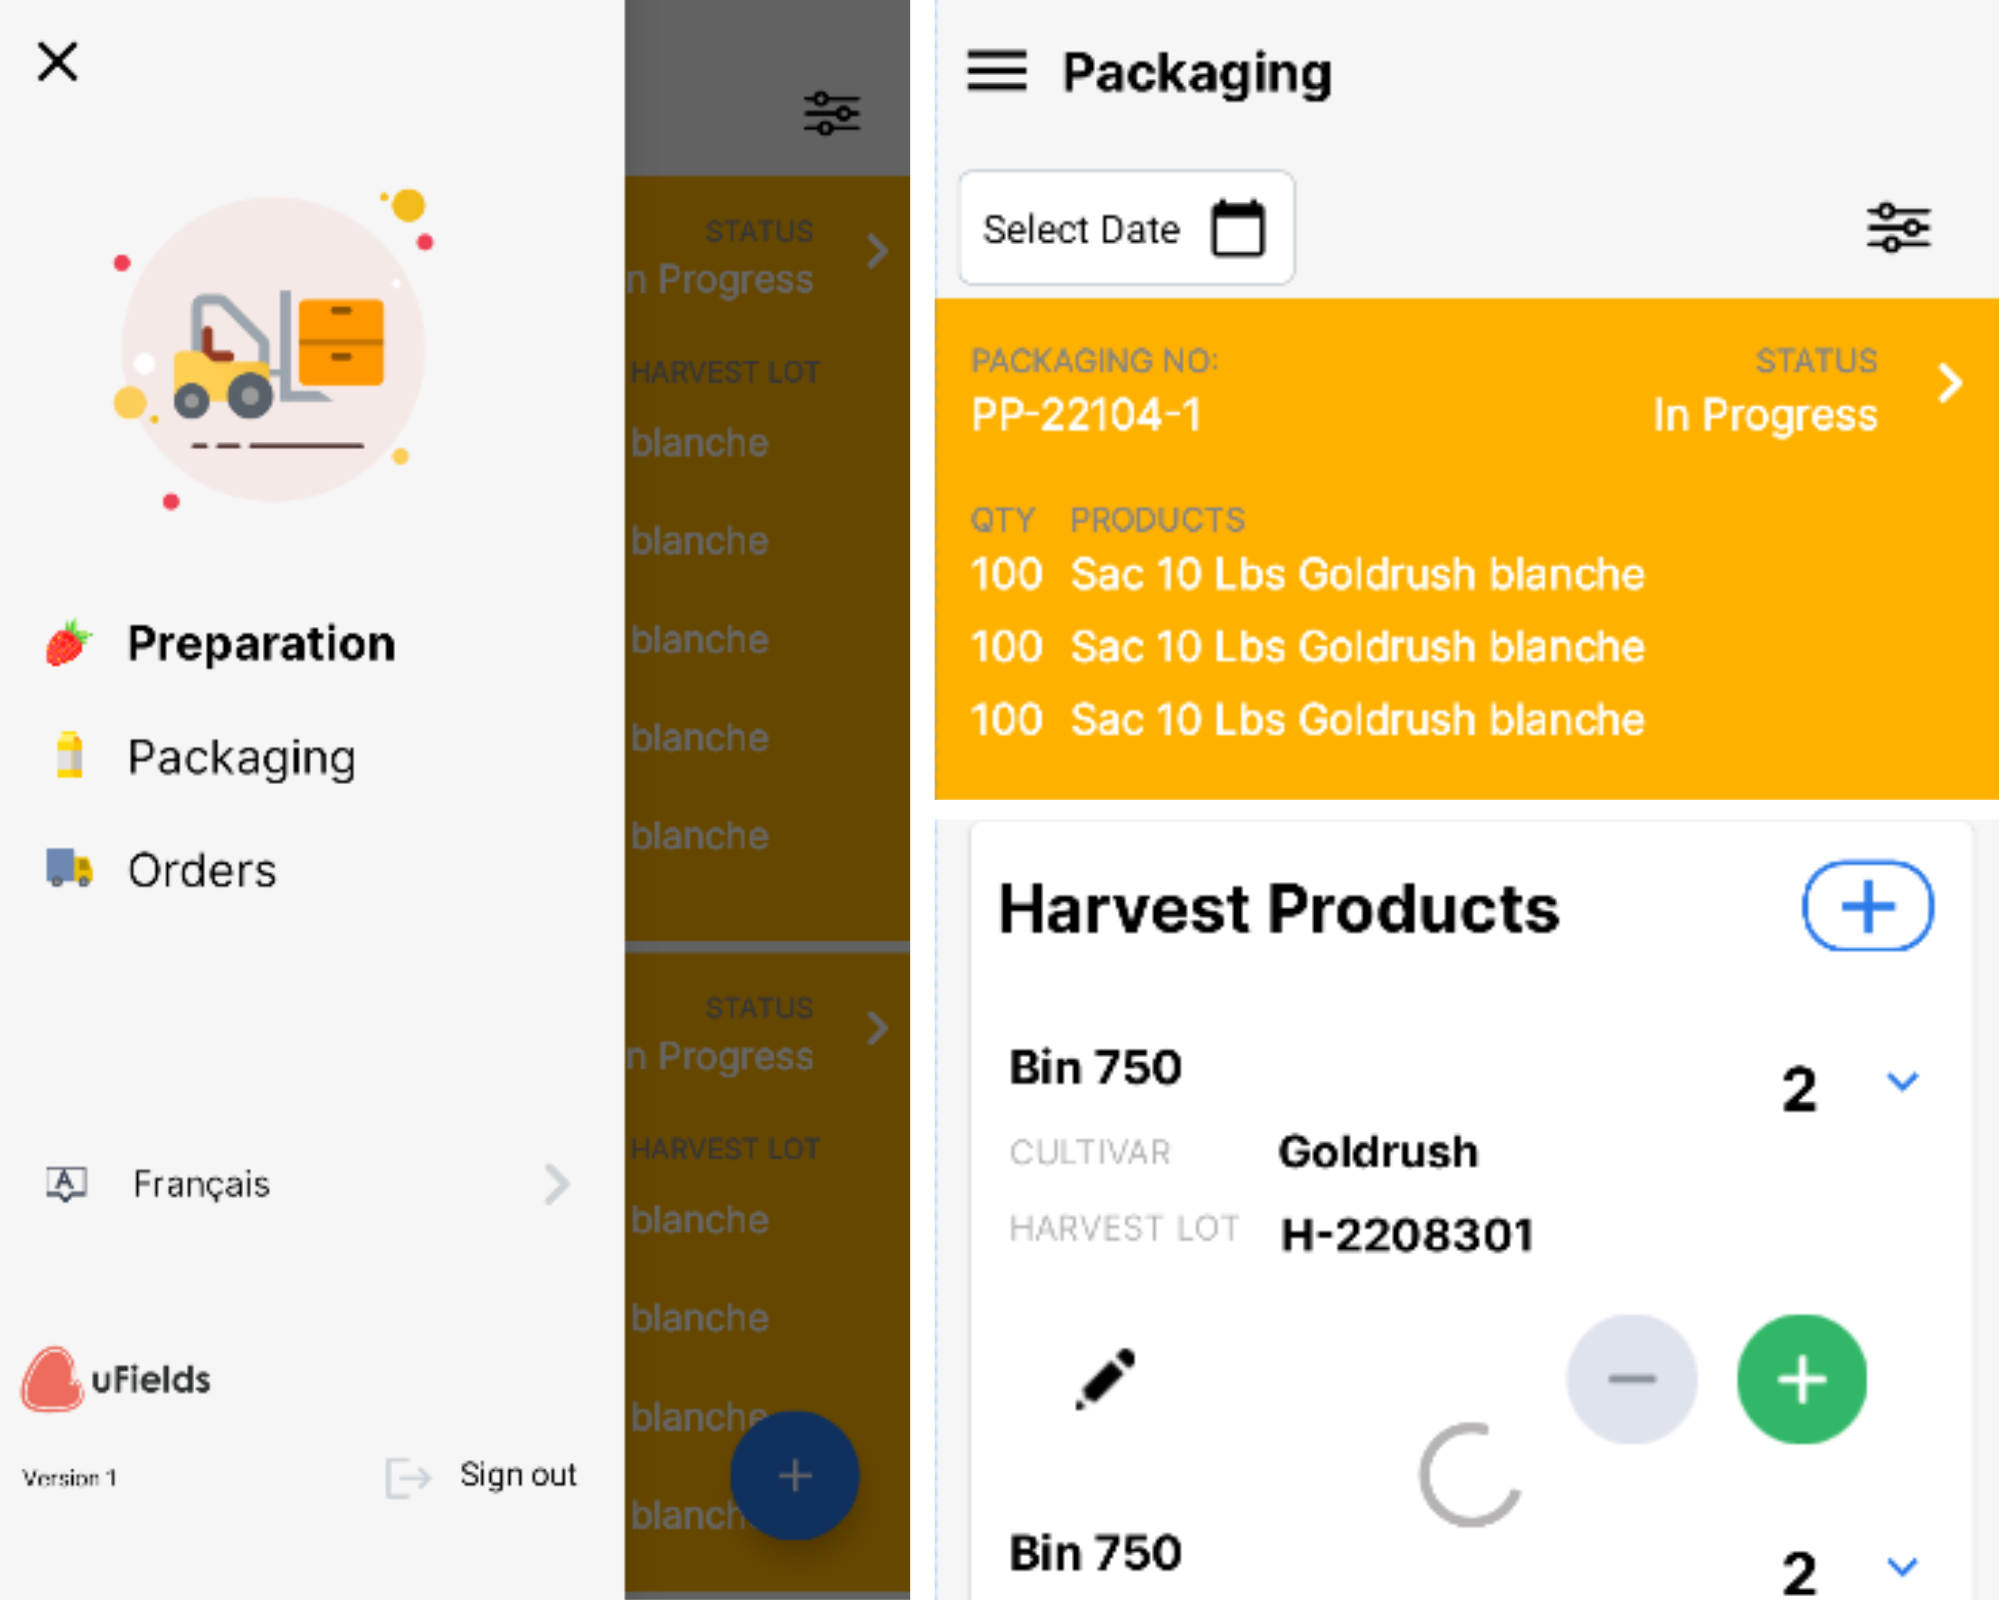 Preparation
Packaging
Orders
Français
uFields
Version 1
Sign out
STATUS
n Progress
HARVEST LOT
blanche
blanche
blanche
blanche
blanche
STATUS
n Progress
HARVEST LOT
blanche
blanche
blanche
blanch
Packaging
Select Date
PACKAGING NO:
STATUS
PP-22104-1
In Progress
QTY PRODUCTS
100 Sac 10 Lbs Goldrush blanche
100 Sac 10 Lbs Goldrush blanche
100 Sac 10 Lbs Goldrush blanche
Harvest Products
Bin 750
2
CULTIVAR Goldrush
HARVEST LOT H-2208301
Bin 750
2